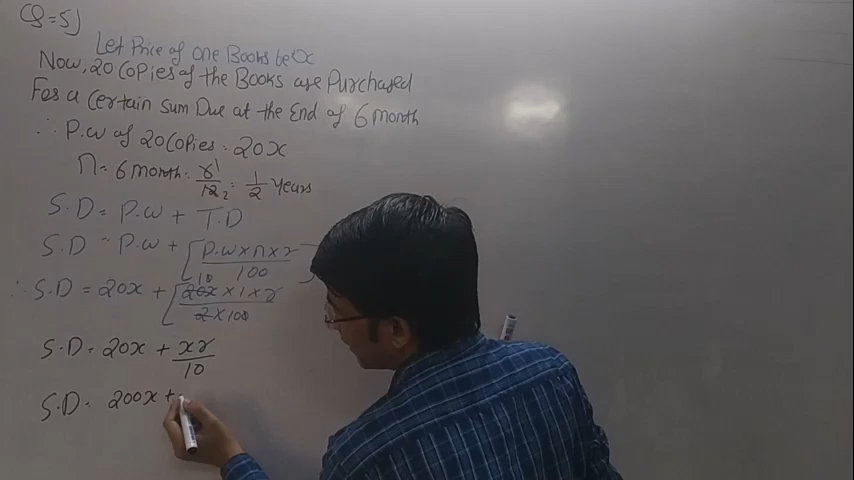 (Q=5)
Let Price of one Books be x
Now, 20 Copies of the Books are Purchased
For a Certain Sum Due at the End of 6 month
∴ P.w of 20 Copies = 20x
n = 6 month = 6/12 = 1/2 years
S.D = P.w + T.D
S.D = P.w + [P.w × n × r / 100]
∴ S.D = 20x + [20x × 1 × r / 2 × 100]
S.D = 20x + xr/10
S.D = 200x +